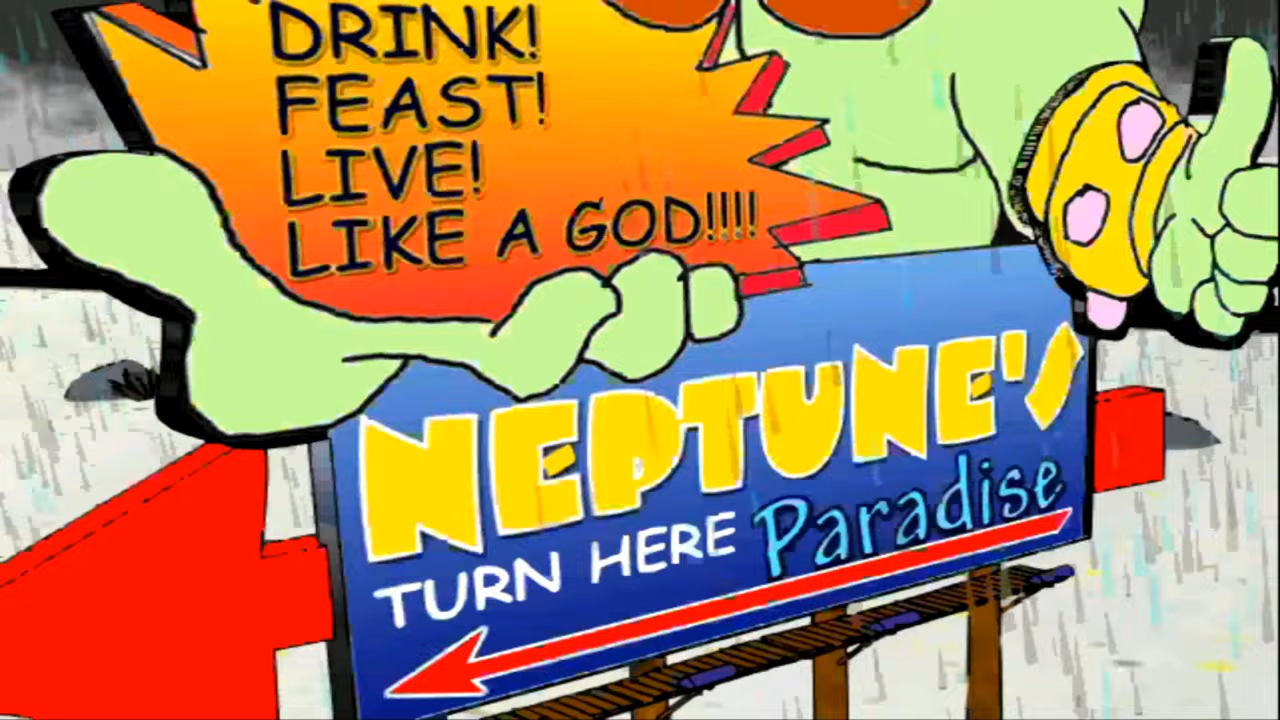 DRINK!
FEAST!
LIVE!
LIKE A GOD!!!!
NEPTUNE'S
TURN HERE Paradise